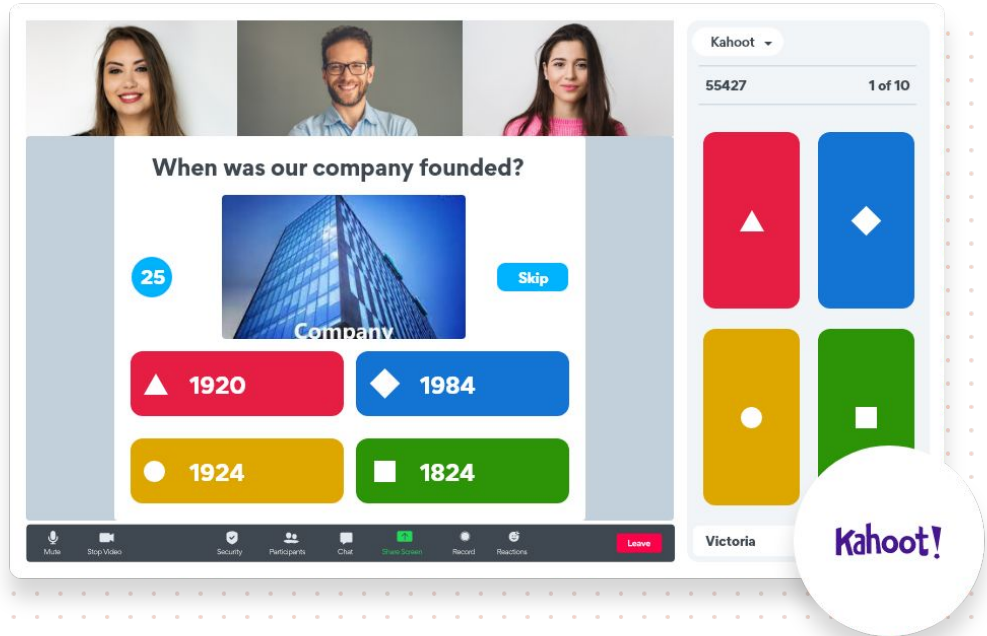 Kahoot
55427 1 of 10
When was our company founded?
25
Skip
Company
1920
1984
1924
1824
Mute Stop Video Security Participants Chat Share Screen Record Reactions Leave
Victoria
Kahoot!